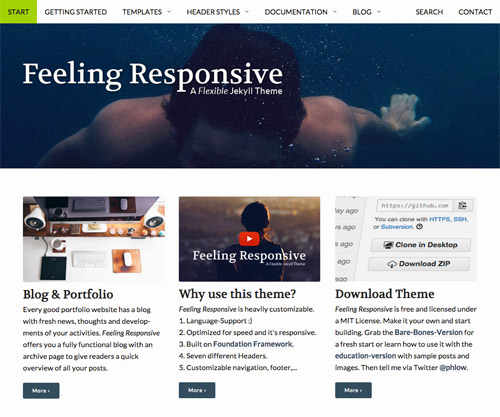 START GETTING STARTED TEMPLATES HEADER STYLES DOCUMENTATION BLOG SEARCH CONTACT
Feeling Responsive
A Flexible Jekyll Theme
Feeling Responsive
A Flexible Jekyll Theme
https://github.com
day ago
You can clone with HTTPS, SSH,
or Subversion.
days ago
Clone in Desktop
Download ZIP
Blog & Portfolio
Every good portfolio website has a blog
with fresh news, thoughts and develop-
ments of your activities. Feeling Responsive
offers you a fully functional blog with an
archive page to give readers a quick
overview of all your posts.
More ›
Why use this theme?
Feeling Responsive is heavily customizable.
1. Language-Support :)
2. Optimized for speed and it's responsive.
3. Built on Foundation Framework.
4. Seven different Headers.
5. Customizable navigation, footer,...
More ›
Download Theme
Feeling Responsive is free and licensed under
a MIT License. Make it your own and start
building. Grab the Bare-Bones-Version for
a fresh start or learn how to use it with the
education-version with sample posts and
images. Then tell me via Twitter @phlow.
More ›